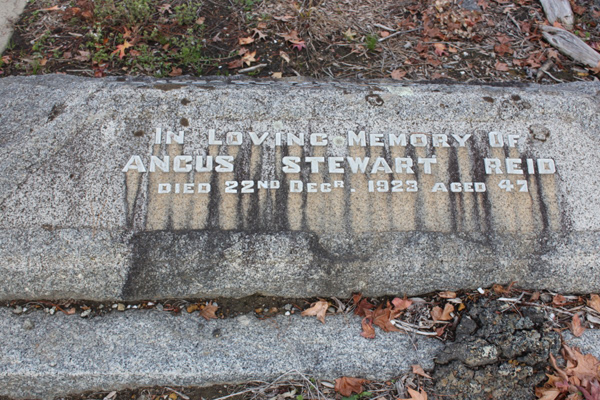 IN LOVING MEMORY OF
ANGUS STEWART REID
DIED 22ND DECR. 1923 AGED 47